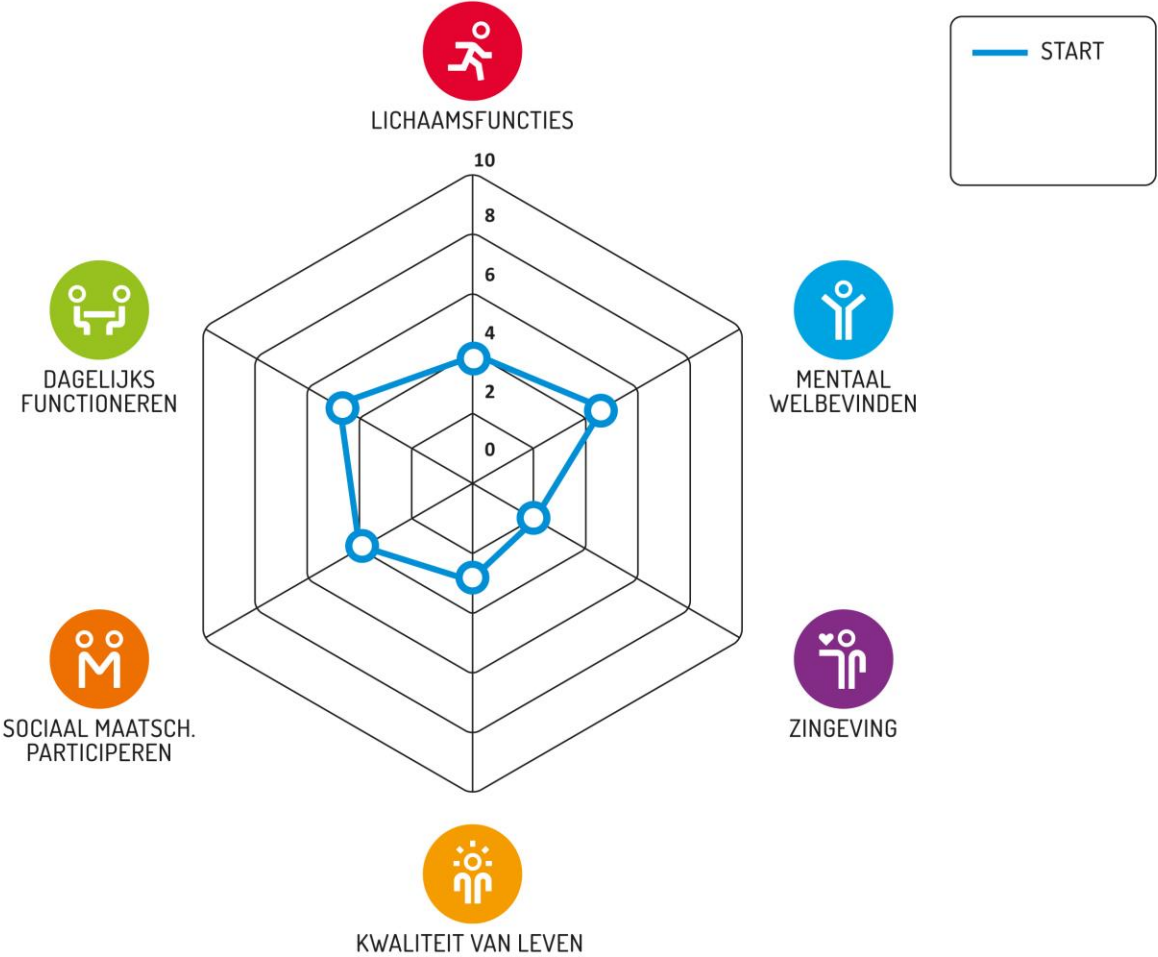 START
LICHAAMSFUNCTIES
10
8
6
4
2
0
DAGELIJKS
FUNCTIONEREN
MENTAAL
WELBEVINDEN
SOCIAAL MAATSCH.
PARTICIPEREN
ZINGEVING
KWALITEIT VAN LEVEN